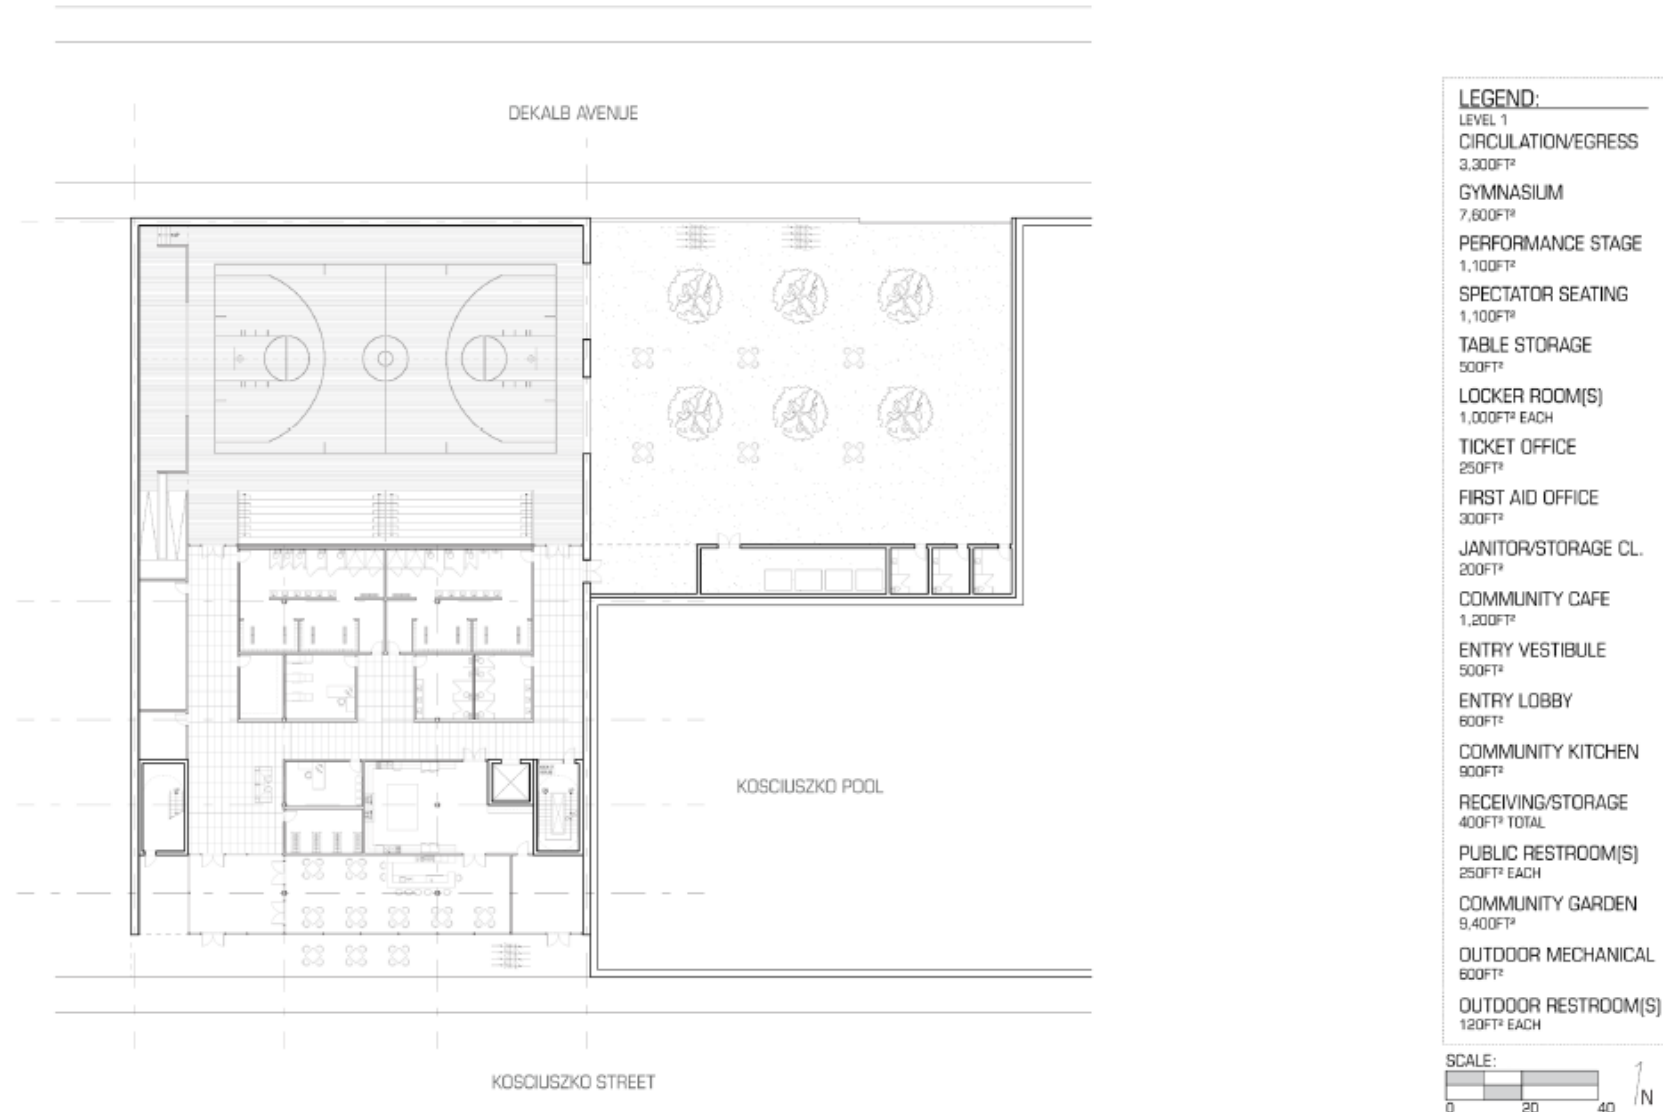 DEKALB AVENUE
KOSCIUSZKO POOL
KOSCIUSZKO STREET
LEGEND:
LEVEL 1
CIRCULATION/EGRESS
3,300FT²
GYMNASIUM
7,600FT²
PERFORMANCE STAGE
1,100FT²
SPECTATOR SEATING
1,100FT²
TABLE STORAGE
500FT²
LOCKER ROOM(S)
1,000FT² EACH
TICKET OFFICE
250FT²
FIRST AID OFFICE
300FT²
JANITOR/STORAGE CL.
200FT²
COMMUNITY CAFE
1,200FT²
ENTRY VESTIBULE
500FT²
ENTRY LOBBY
600FT²
COMMUNITY KITCHEN
900FT²
RECEIVING/STORAGE
400FT² TOTAL
PUBLIC RESTROOM(S)
250FT² EACH
COMMUNITY GARDEN
9,400FT²
OUTDOOR MECHANICAL
600FT²
OUTDOOR RESTROOM(S)
120FT² EACH
SCALE:
0 20 40
N